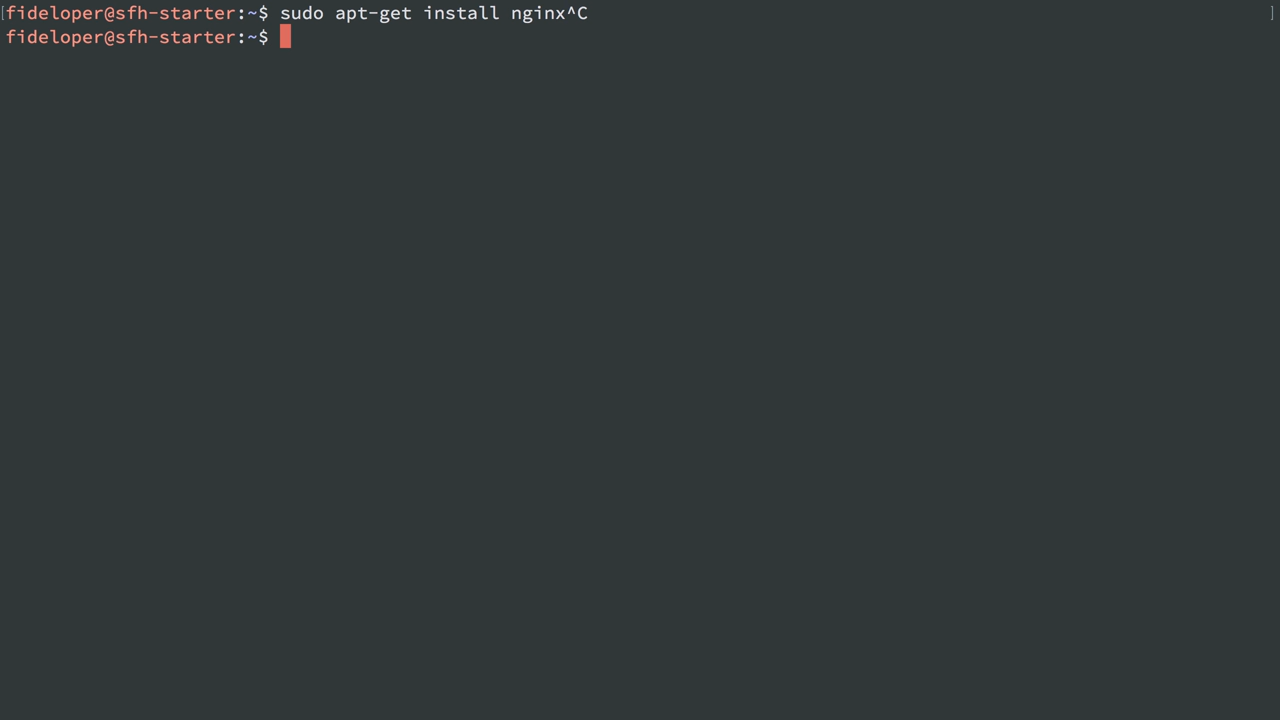 [fideloper@sfh-starter:~$ sudo apt-get install nginx^C ]
fideloper@sfh-starter:~$